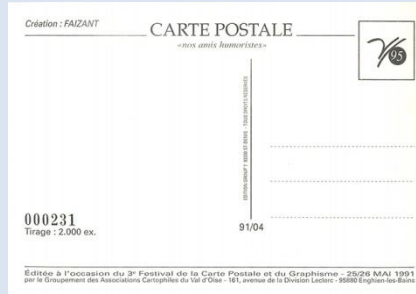 Création : FAIZANT
CARTE POSTALE
«nos amis humoristes»
95
000231
Tirage : 2.000 ex.
91/04
Éditée à l'occasion du 3e Festival de la Carte Postale et du Graphisme - 25/26 MAI 1991
par le Groupement des Associations Cartophiles du Val d'Oise - 161, avenue de la Division Leclerc - 95880 Enghien-les-Bains